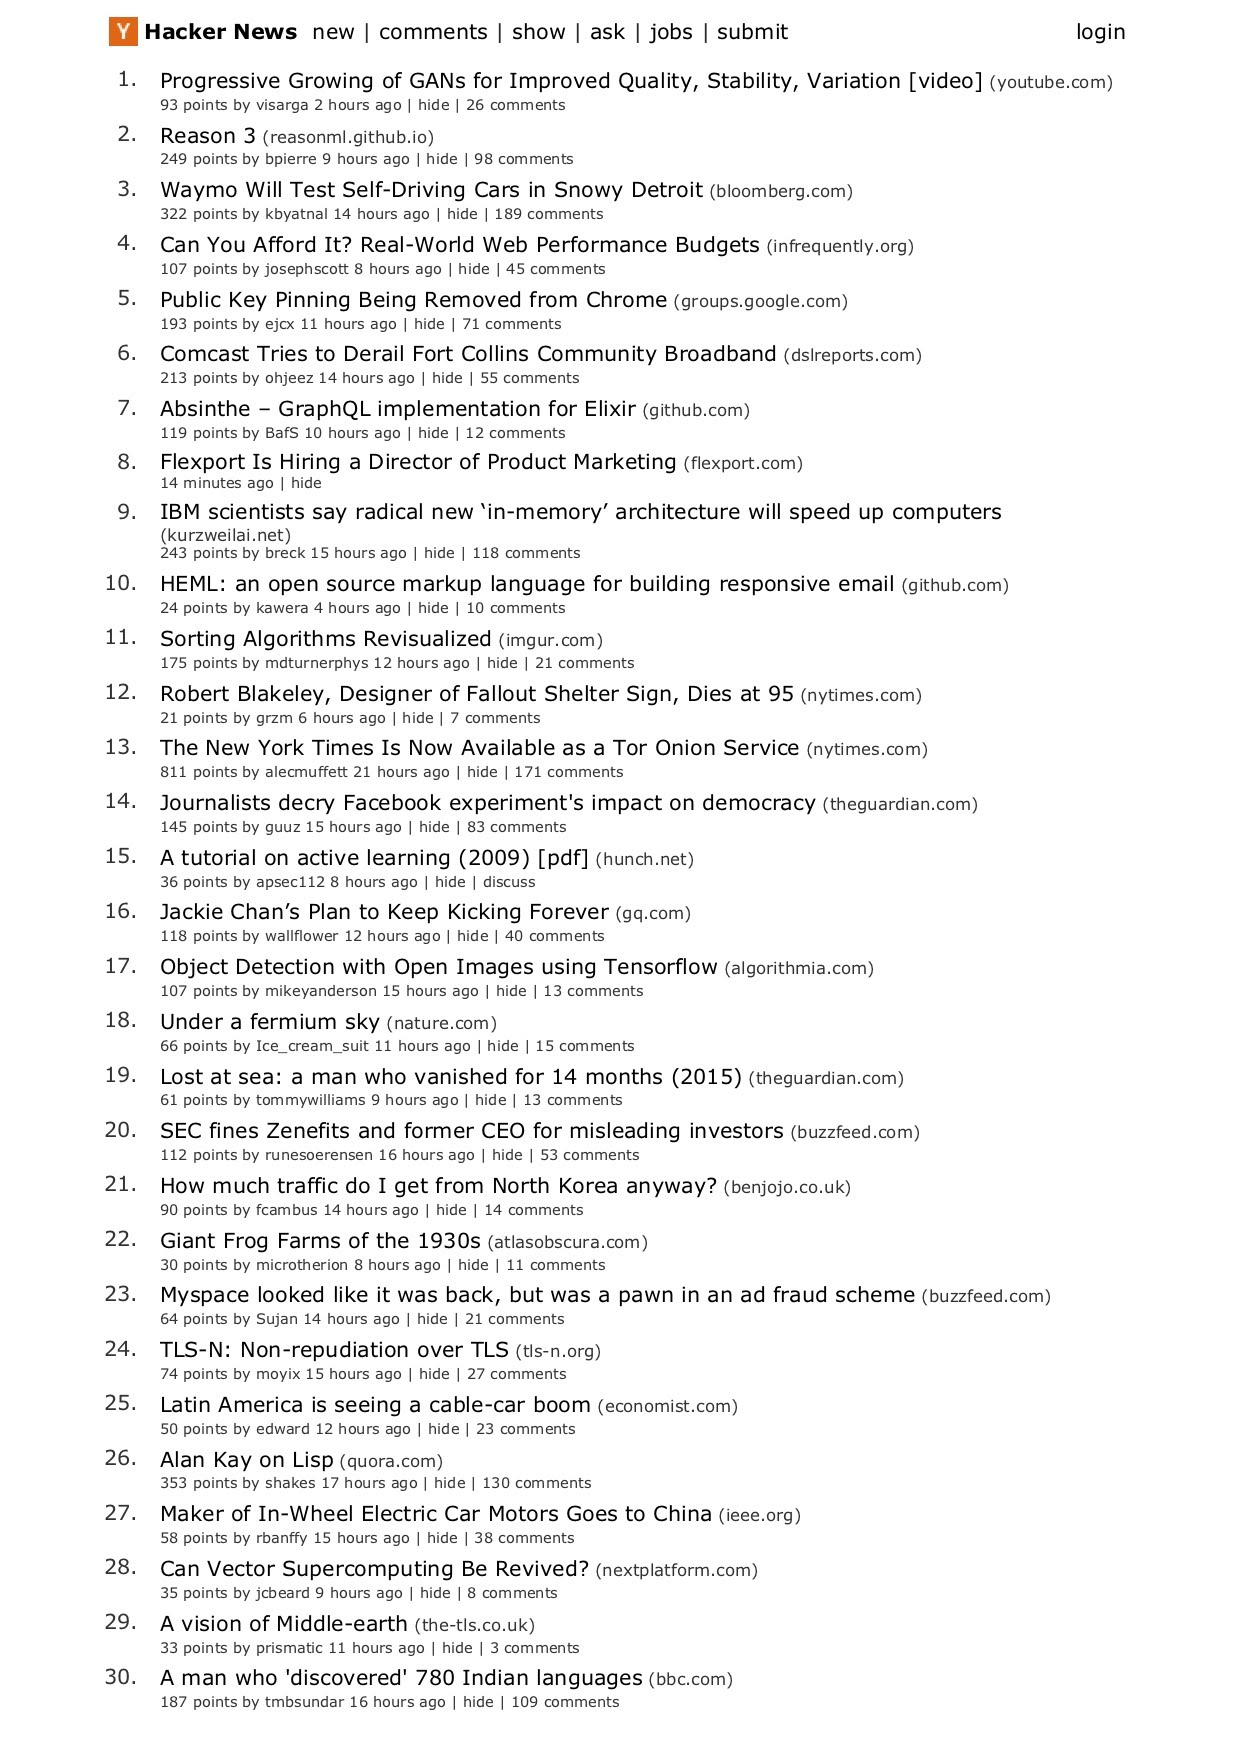 Y Hacker News new | comments | show | ask | jobs | submit login
1. Progressive Growing of GANs for Improved Quality, Stability, Variation [video] (youtube.com)
93 points by visarga 2 hours ago | hide | 26 comments
2. Reason 3 (reasonml.github.io)
249 points by bpierre 9 hours ago | hide | 98 comments
3. Waymo Will Test Self-Driving Cars in Snowy Detroit (bloomberg.com)
322 points by kbyatnal 14 hours ago | hide | 189 comments
4. Can You Afford It? Real-World Web Performance Budgets (infrequently.org)
107 points by josephscott 8 hours ago | hide | 45 comments
5. Public Key Pinning Being Removed from Chrome (groups.google.com)
193 points by ejcx 11 hours ago | hide | 71 comments
6. Comcast Tries to Derail Fort Collins Community Broadband (dslreports.com)
213 points by ohjeez 14 hours ago | hide | 55 comments
7. Absinthe – GraphQL implementation for Elixir (github.com)
119 points by BafS 10 hours ago | hide | 12 comments
8. Flexport Is Hiring a Director of Product Marketing (flexport.com)
14 minutes ago | hide
9. IBM scientists say radical new ‘in-memory’ architecture will speed up computers
(kurzweilai.net)
243 points by breck 15 hours ago | hide | 118 comments
10. HEML: an open source markup language for building responsive email (github.com)
24 points by kawera 4 hours ago | hide | 10 comments
11. Sorting Algorithms Revisualized (imgur.com)
175 points by mdturnerphys 12 hours ago | hide | 21 comments
12. Robert Blakeley, Designer of Fallout Shelter Sign, Dies at 95 (nytimes.com)
21 points by grzm 6 hours ago | hide | 7 comments
13. The New York Times Is Now Available as a Tor Onion Service (nytimes.com)
811 points by alecmuffett 21 hours ago | hide | 171 comments
14. Journalists decry Facebook experiment's impact on democracy (theguardian.com)
145 points by guuz 15 hours ago | hide | 83 comments
15. A tutorial on active learning (2009) [pdf] (hunch.net)
36 points by apsec112 8 hours ago | hide | discuss
16. Jackie Chan’s Plan to Keep Kicking Forever (gq.com)
118 points by wallflower 12 hours ago | hide | 40 comments
17. Object Detection with Open Images using Tensorflow (algorithmia.com)
107 points by mikeyanderson 15 hours ago | hide | 13 comments
18. Under a fermium sky (nature.com)
66 points by Ice_cream_suit 11 hours ago | hide | 15 comments
19. Lost at sea: a man who vanished for 14 months (2015) (theguardian.com)
61 points by tommywilliams 9 hours ago | hide | 13 comments
20. SEC fines Zenefits and former CEO for misleading investors (buzzfeed.com)
112 points by runesoerensen 16 hours ago | hide | 53 comments
21. How much traffic do I get from North Korea anyway? (benjojo.co.uk)
90 points by fcambus 14 hours ago | hide | 14 comments
22. Giant Frog Farms of the 1930s (atlasobscura.com)
30 points by microtherion 8 hours ago | hide | 11 comments
23. Myspace looked like it was back, but was a pawn in an ad fraud scheme (buzzfeed.com)
64 points by Sujan 14 hours ago | hide | 21 comments
24. TLS-N: Non-repudiation over TLS (tls-n.org)
74 points by moyix 15 hours ago | hide | 27 comments
25. Latin America is seeing a cable-car boom (economist.com)
50 points by edward 12 hours ago | hide | 23 comments
26. Alan Kay on Lisp (quora.com)
353 points by shakes 17 hours ago | hide | 130 comments
27. Maker of In-Wheel Electric Car Motors Goes to China (ieee.org)
58 points by rbanffy 15 hours ago | hide | 38 comments
28. Can Vector Supercomputing Be Revived? (nextplatform.com)
35 points by jcbeard 9 hours ago | hide | 8 comments
29. A vision of Middle-earth (the-tls.co.uk)
33 points by prismatic 11 hours ago | hide | 3 comments
30. A man who 'discovered' 780 Indian languages (bbc.com)
187 points by tmbsundar 16 hours ago | hide | 109 comments